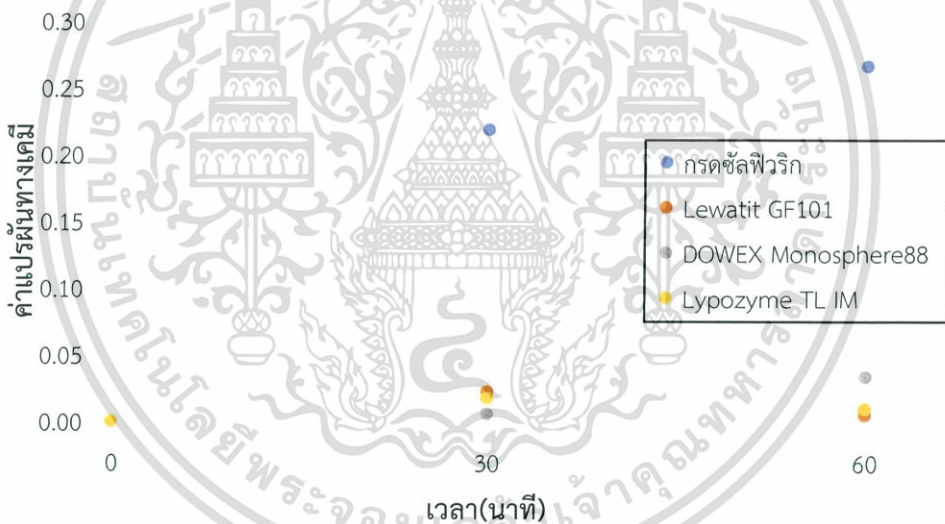 0.30
0.25
0.20
0.15
0.10
0.05
0.00
ค่าแปรผันทางเคมี
กรดซัลฟิวริก
Lewatit GF101
DOWEX Monosphere88
Lypozyme TL IM
0
30
60
เวลา(นาที)